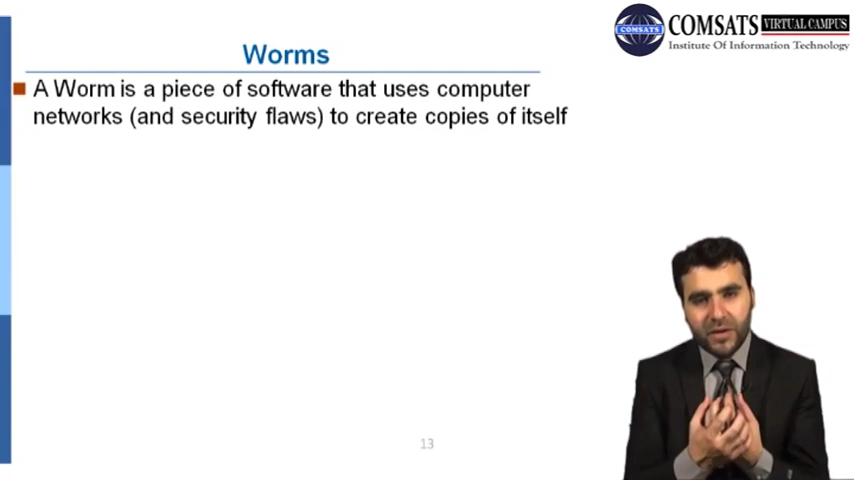 COMSATS VIRTUAL CAMPUS
COMSATS
Institute Of Information Technology
Worms
A Worm is a piece of software that uses computer
networks (and security flaws) to create copies of itself
13